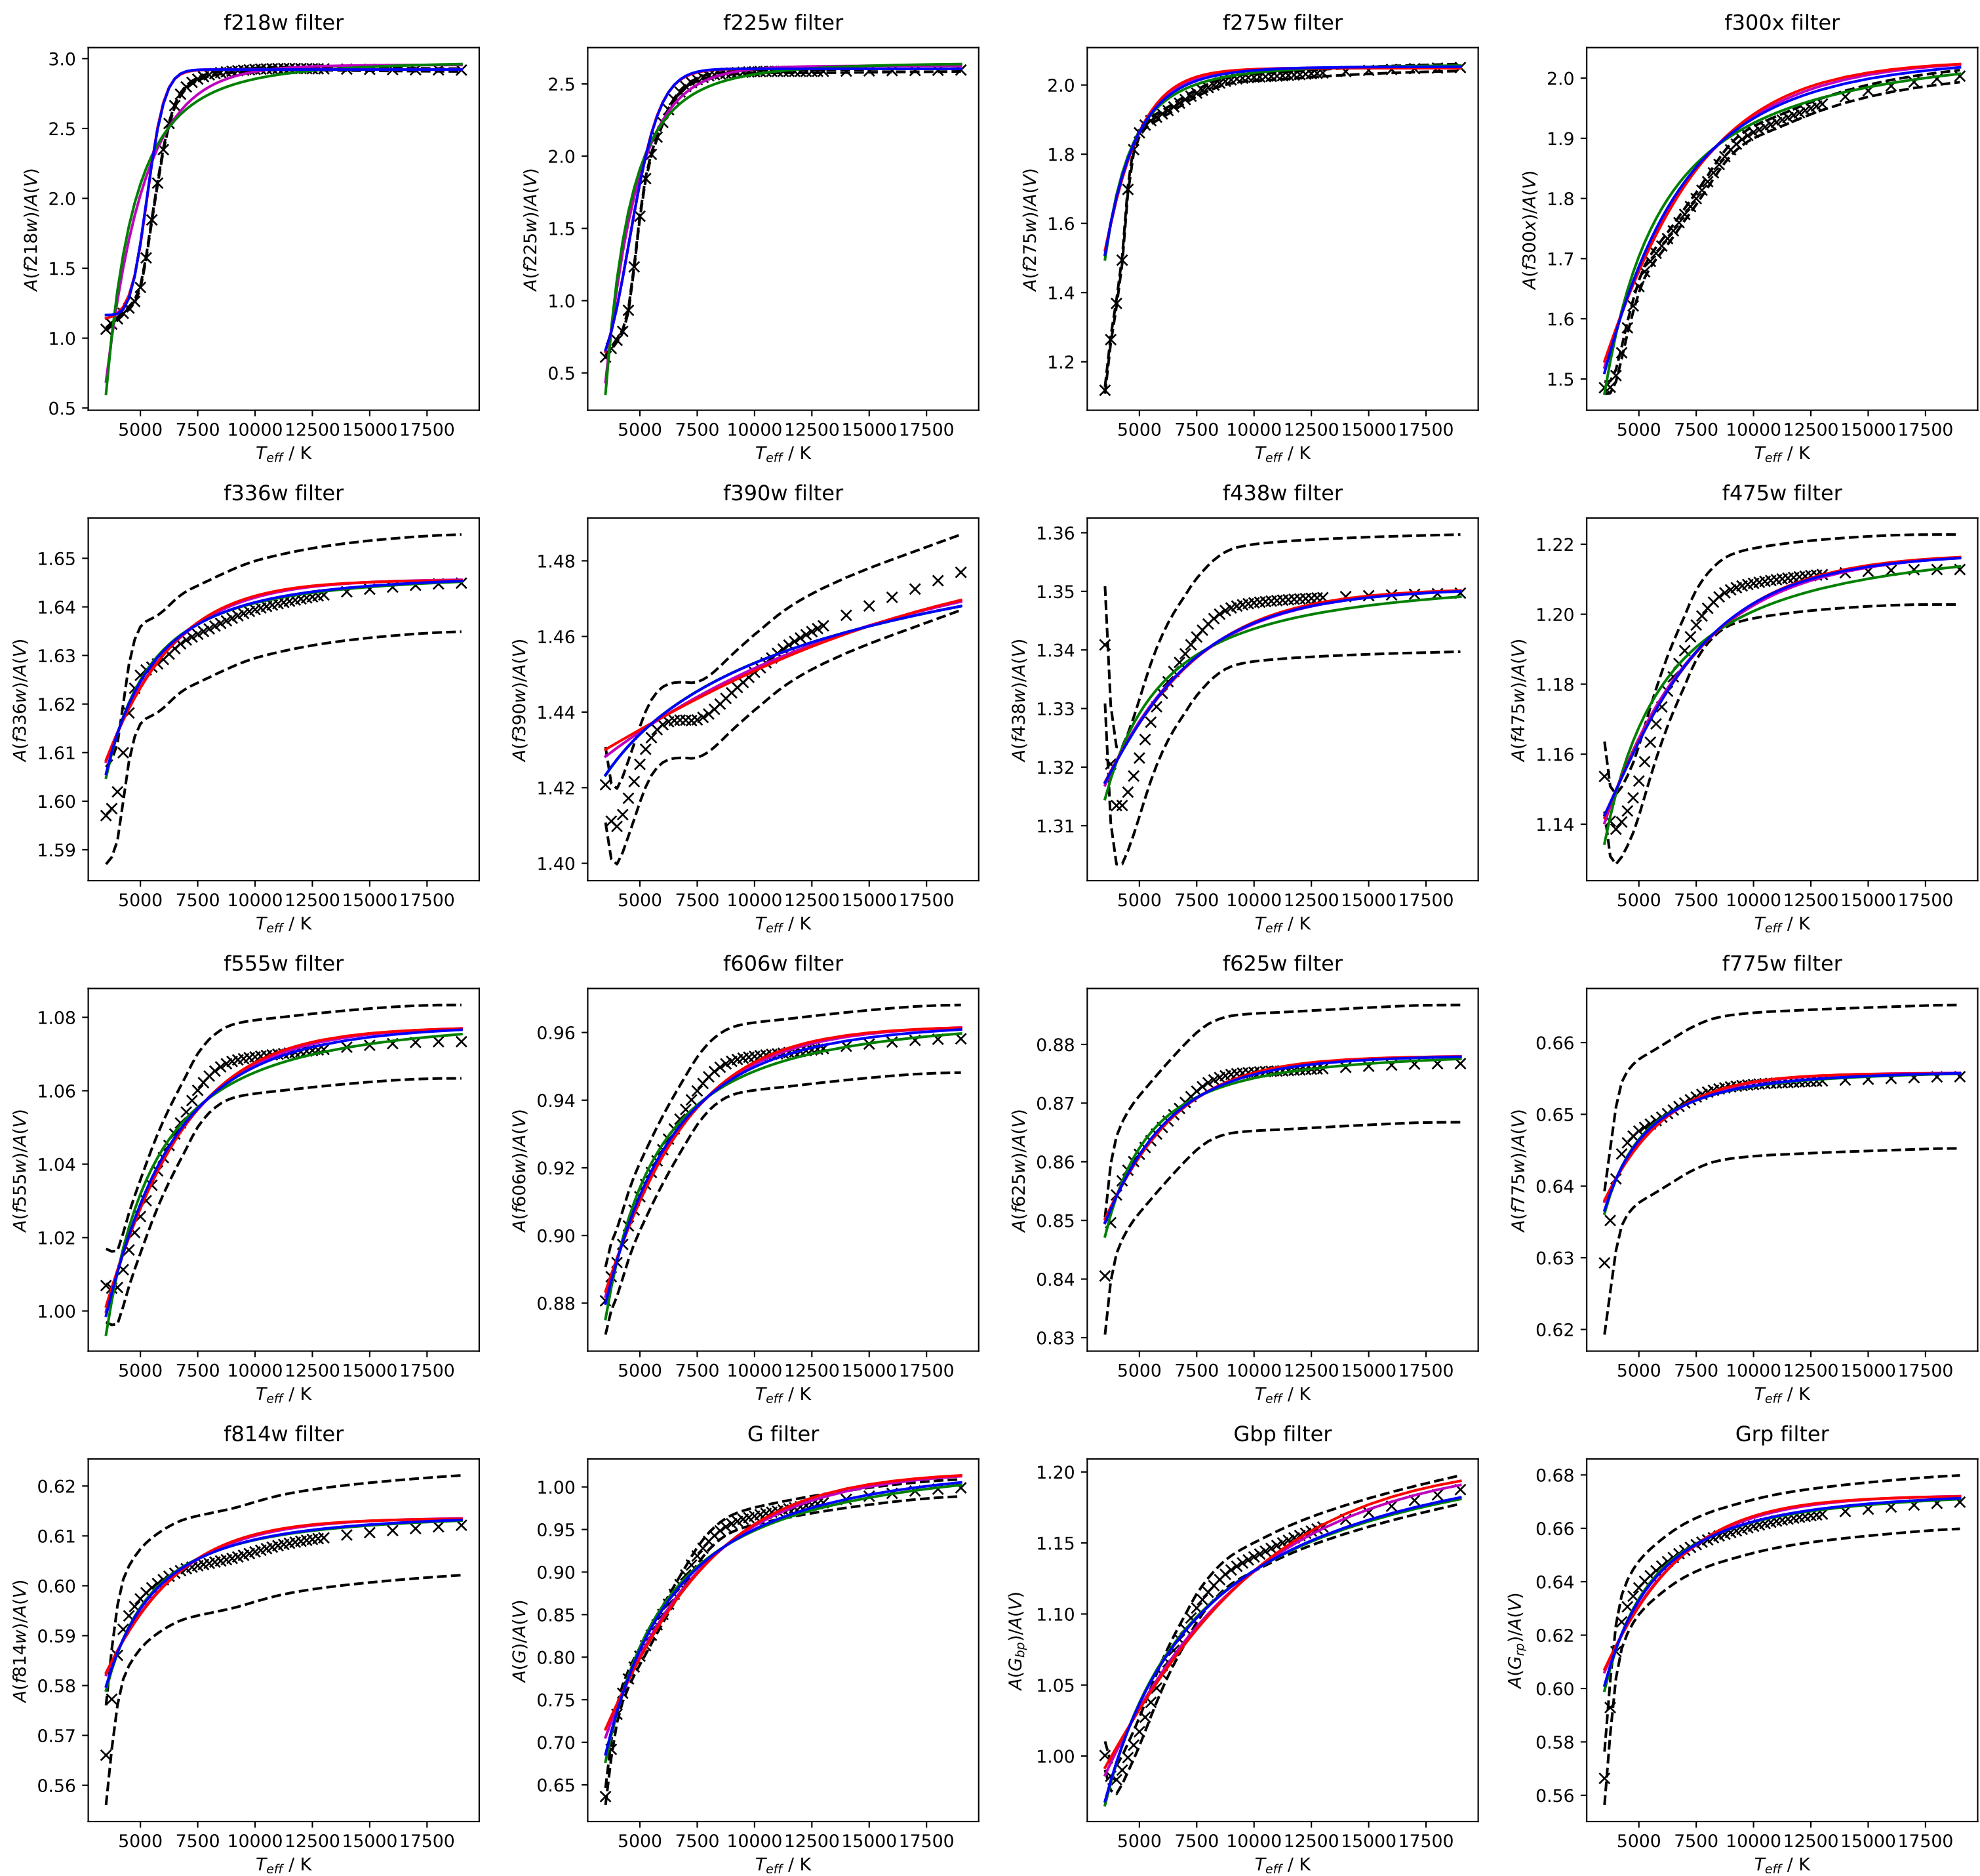 f218w filter
f225w filter
f275w filter
f300x filter
3.0
2.5
2.0
1.5
1.0
0.5
A(f218w)/A(V)
5000 7500 10000 12500 15000 17500
T_eff / K
2.5
2.0
1.5
1.0
0.5
A(f225w)/A(V)
5000 7500 10000 12500 15000 17500
T_eff / K
2.0
1.8
1.6
1.4
1.2
A(f275w)/A(V)
5000 7500 10000 12500 15000 17500
T_eff / K
2.0
1.9
1.8
1.7
1.6
1.5
A(f300x)/A(V)
5000 7500 10000 12500 15000 17500
T_eff / K
f336w filter
f390w filter
f438w filter
f475w filter
1.65
1.64
1.63
1.62
1.61
1.60
1.59
A(f336w)/A(V)
5000 7500 10000 12500 15000 17500
T_eff / K
1.48
1.46
1.44
1.42
1.40
A(f390w)/A(V)
5000 7500 10000 12500 15000 17500
T_eff / K
1.36
1.35
1.34
1.33
1.32
1.31
A(f438w)/A(V)
5000 7500 10000 12500 15000 17500
T_eff / K
1.22
1.20
1.18
1.16
1.14
A(f475w)/A(V)
5000 7500 10000 12500 15000 17500
T_eff / K
f555w filter
f606w filter
f625w filter
f775w filter
1.08
1.06
1.04
1.02
1.00
A(f555w)/A(V)
5000 7500 10000 12500 15000 17500
T_eff / K
0.96
0.94
0.92
0.90
0.88
A(f606w)/A(V)
5000 7500 10000 12500 15000 17500
T_eff / K
0.88
0.87
0.86
0.85
0.84
0.83
A(f625w)/A(V)
5000 7500 10000 12500 15000 17500
T_eff / K
0.66
0.65
0.64
0.63
0.62
A(f775w)/A(V)
5000 7500 10000 12500 15000 17500
T_eff / K
f814w filter
G filter
Gbp filter
Grp filter
0.62
0.61
0.60
0.59
0.58
0.57
0.56
A(f814w)/A(V)
5000 7500 10000 12500 15000 17500
T_eff / K
1.00
0.95
0.90
0.85
0.80
0.75
0.70
0.65
A(G)/A(V)
5000 7500 10000 12500 15000 17500
T_eff / K
1.20
1.15
1.10
1.05
1.00
A(G_bp)/A(V)
5000 7500 10000 12500 15000 17500
T_eff / K
0.68
0.66
0.64
0.62
0.60
0.58
0.56
A(G_rp)/A(V)
5000 7500 10000 12500 15000 17500
T_eff / K